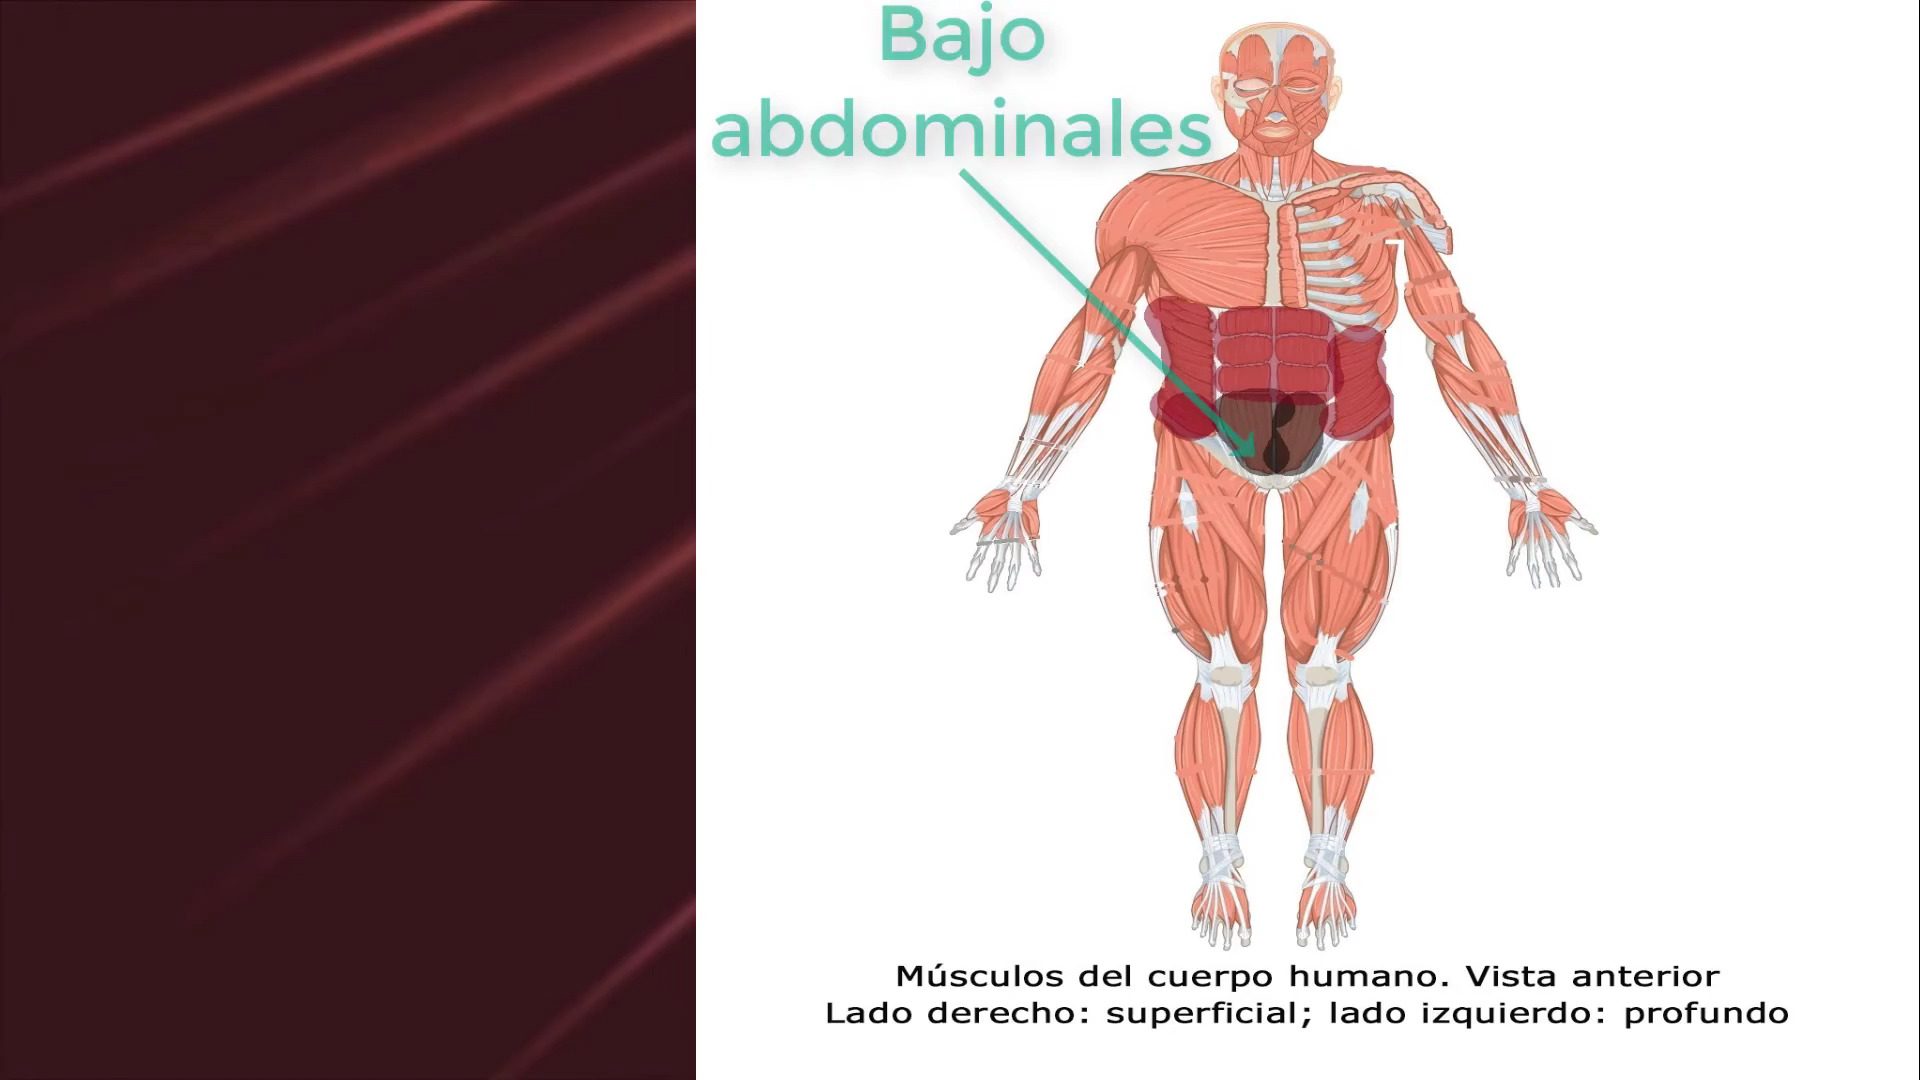 Bajo
abdominales
Músculos del cuerpo humano. Vista anterior
Lado derecho: superficial; lado izquierdo: profundo